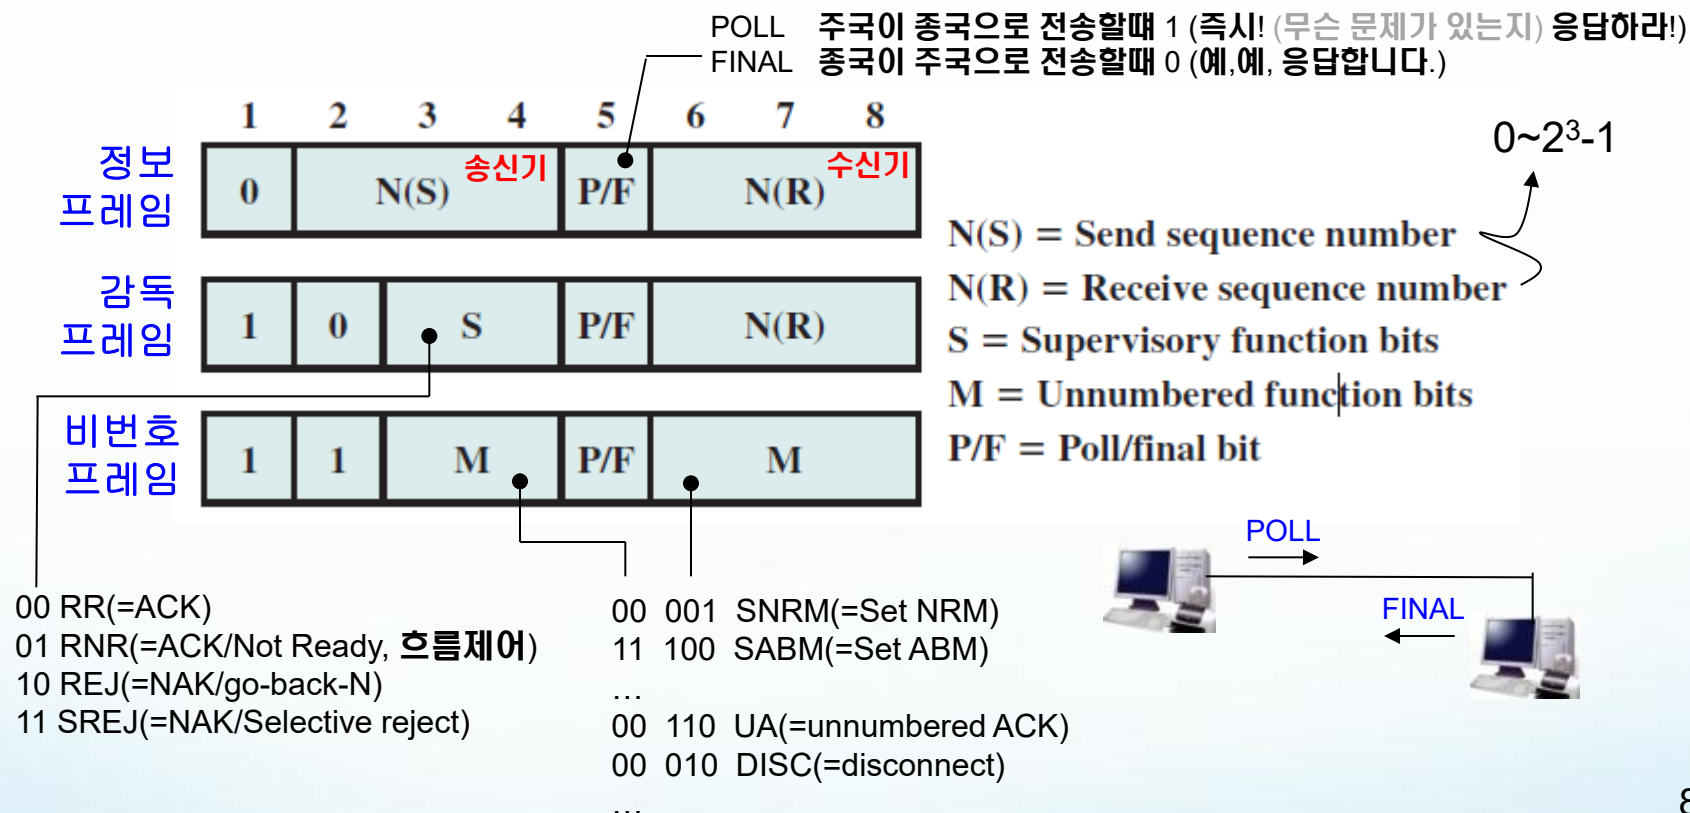 POLL 주국이 종국으로 전송할떄 1 (즉시! (무슨 문제가 있는지) 응답하라!)
FINAL 종국이 주국으로 전송할때 0 (예,예, 응답합니다.)
1 2 3 4 5 6 7 8
정보
프레임
0 N(S) 송신기 P/F N(R) 수신기
감독
프레임
1 0 S P/F N(R)
비번호
프레임
1 1 M P/F M
0~2³-1
N(S) = Send sequence number
N(R) = Receive sequence number
S = Supervisory function bits
M = Unnumbered function bits
P/F = Poll/final bit
00 RR(=ACK)
01 RNR(=ACK/Not Ready, 흐름제어)
10 REJ(=NAK/go-back-N)
11 SREJ(=NAK/Selective reject)
00 001 SNRM(=Set NRM)
11 100 SABM(=Set ABM)
...
00 110 UA(=unnumbered ACK)
00 010 DISC(=disconnect)
...
POLL
FINAL